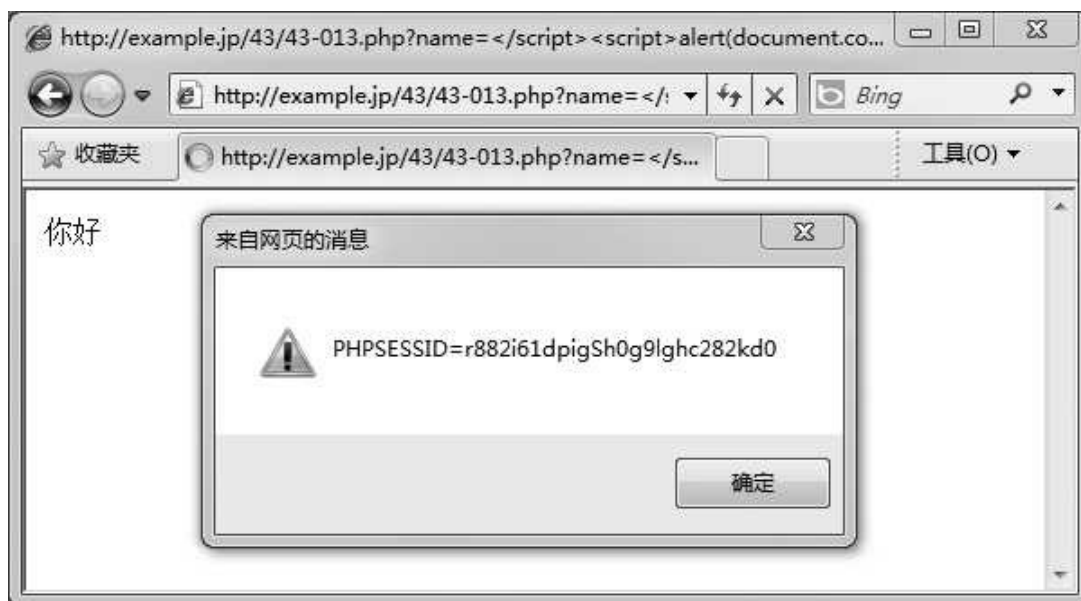 http://example.jp/43/43-013.php?name=</script><script>alert(document.co...
http://example.jp/43/43-013.php?name=</
Bing
收藏夹
http://example.jp/43/43-013.php?name=</s...
工具(O)
你好
来自网页的消息
PHPSESSID=r882i61dpigSh0g9lghc282kd0
确定